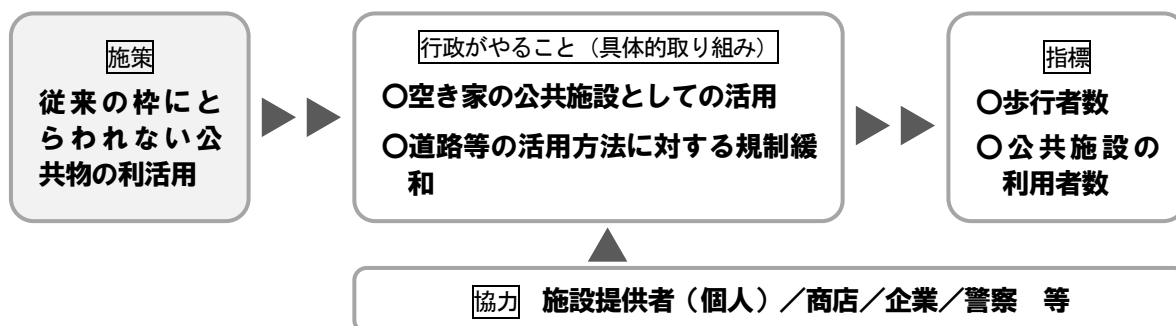 施策
従来の枠にと
らわれない公
共物の利活用
行政がやること（具体的取り組み）
〇空き家の公共施設としての活用
〇道路等の活用方法に対する規制緩
和
指標
〇歩行者数
〇公共施設の
利用者数
協力　施設提供者（個人）／商店／企業／警察　等